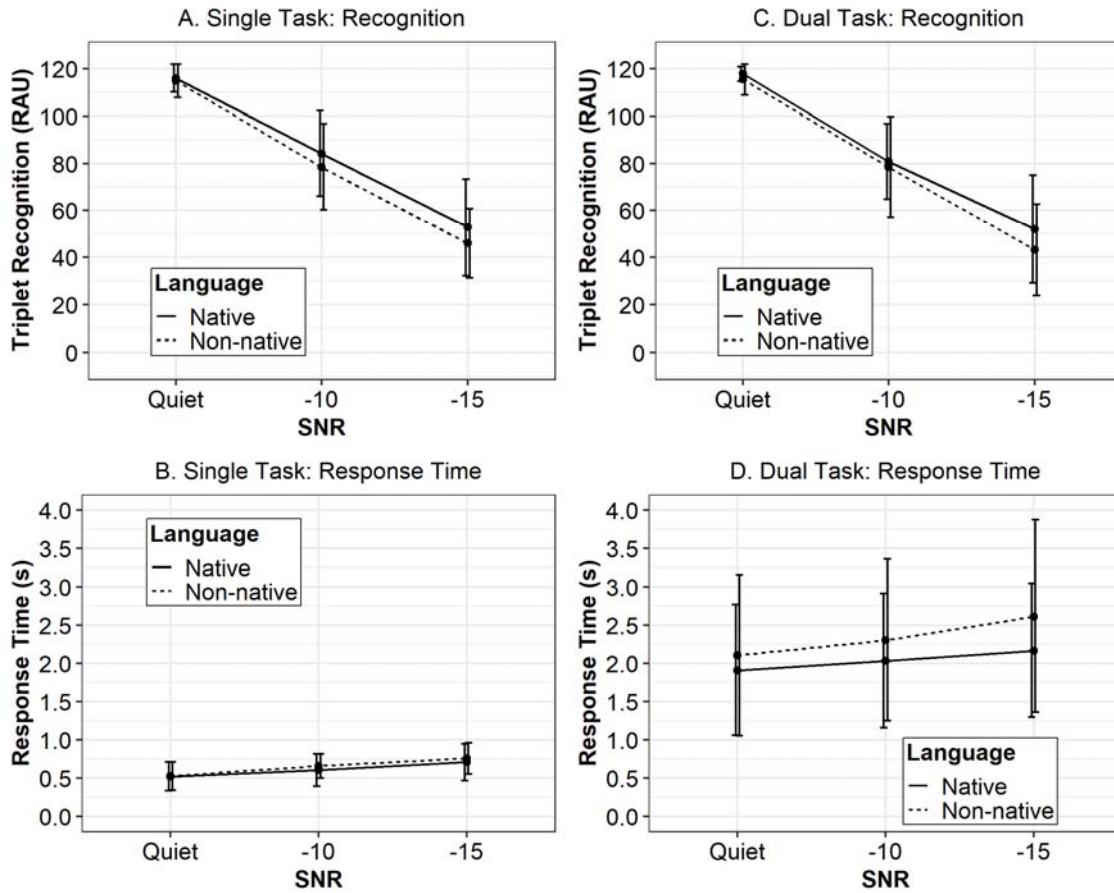 A. Single Task: Recognition
Triplet Recognition (RAU)
120
100
80
60
40
20
0
Language
Native
Non-native
Quiet
-10
-15
SNR
C. Dual Task: Recognition
Triplet Recognition (RAU)
120
100
80
60
40
20
0
Language
Native
Non-native
Quiet
-10
-15
SNR
B. Single Task: Response Time
Response Time (s)
4.0
3.5
3.0
2.5
2.0
1.5
1.0
0.5
0.0
Language
Native
Non-native
Quiet
-10
-15
SNR
D. Dual Task: Response Time
Response Time (s)
4.0
3.5
3.0
2.5
2.0
1.5
1.0
0.5
0.0
Language
Native
Non-native
Quiet
-10
-15
SNR